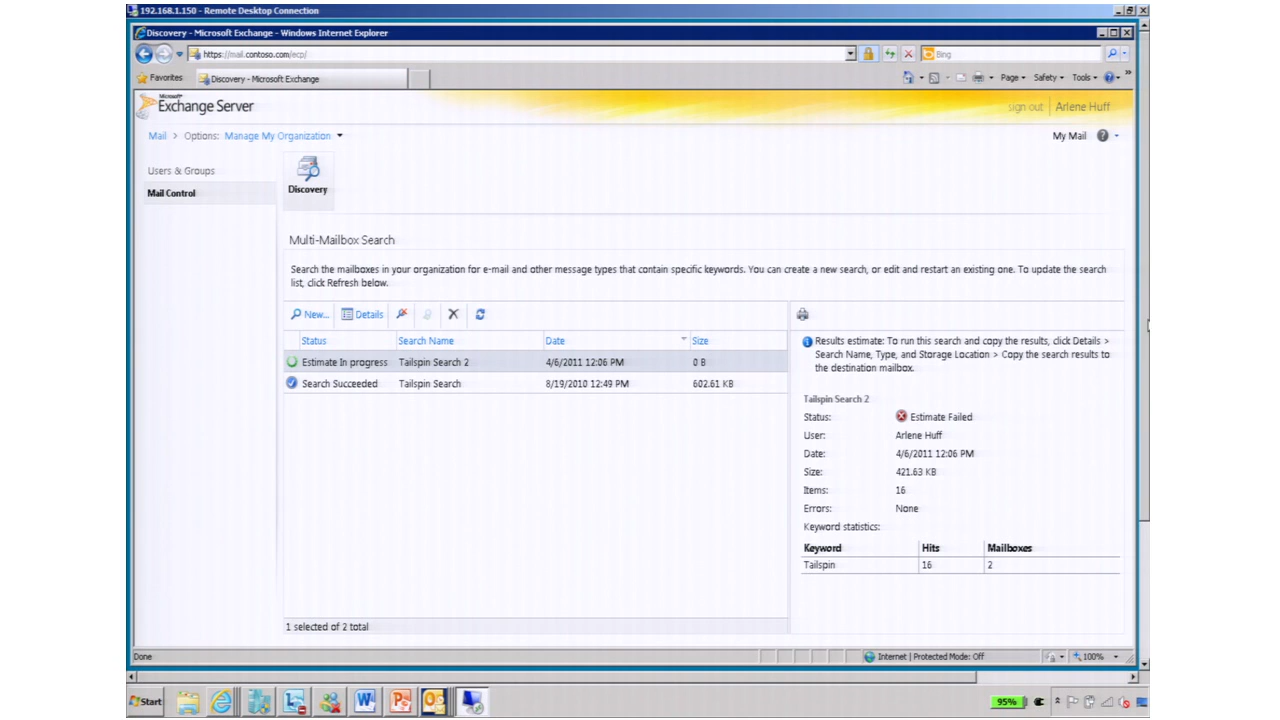 192.168.1.150 - Remote Desktop Connection
Discovery - Microsoft Exchange - Windows Internet Explorer
https://mail.contoso.com/ecp/
Bing
Favorites
Discovery - Microsoft Exchange
Page
Safety
Tools
Microsoft
Exchange Server
sign out
Arlene Huff
Mail > Options: Manage My Organization
My Mail
Users & Groups
Mail Control
Discovery
Multi-Mailbox Search
Search the mailboxes in your organization for e-mail and other message types that contain specific keywords. You can create a new search, or edit and restart an existing one. To update the search
list, click Refresh below.
New...
Details
Status Search Name Date Size
Estimate In progress Tailspin Search 2 4/6/2011 12:06 PM 0 B
Search Succeeded Tailspin Search 8/19/2010 12:49 PM 602.61 KB
1 selected of 2 total
Results estimate: To run this search and copy the results, click Details >
Search Name, Type, and Storage Location > Copy the search results to
the destination mailbox.
Tailspin Search 2
Status: Estimate Failed
User: Arlene Huff
Date: 4/6/2011 12:06 PM
Size: 421.63 KB
Items: 16
Errors: None
Keyword statistics:
Keyword Hits Mailboxes
Tailspin 16 2
Done
Internet | Protected Mode: Off
100%
Start
95%